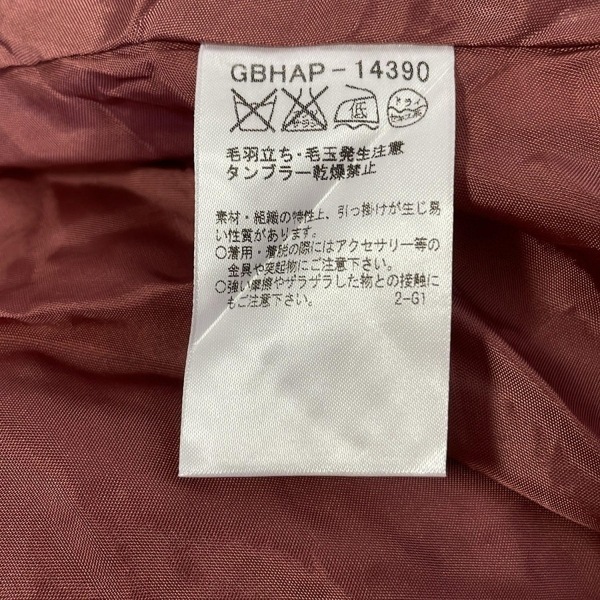 GBHAP-14390
低
ドライ
セキユ系
毛羽立ち・毛玉発生注意
タンブラー乾燥禁止
素材・組織の特性上、引っ掛けが生じ易
い性質があります。
○着用・着脱の際にはアクセサリー等の
金具や突起物にご注意下さい。
○強い摩擦やザラザラした物との接触に
もご注意下さい。 2-G1